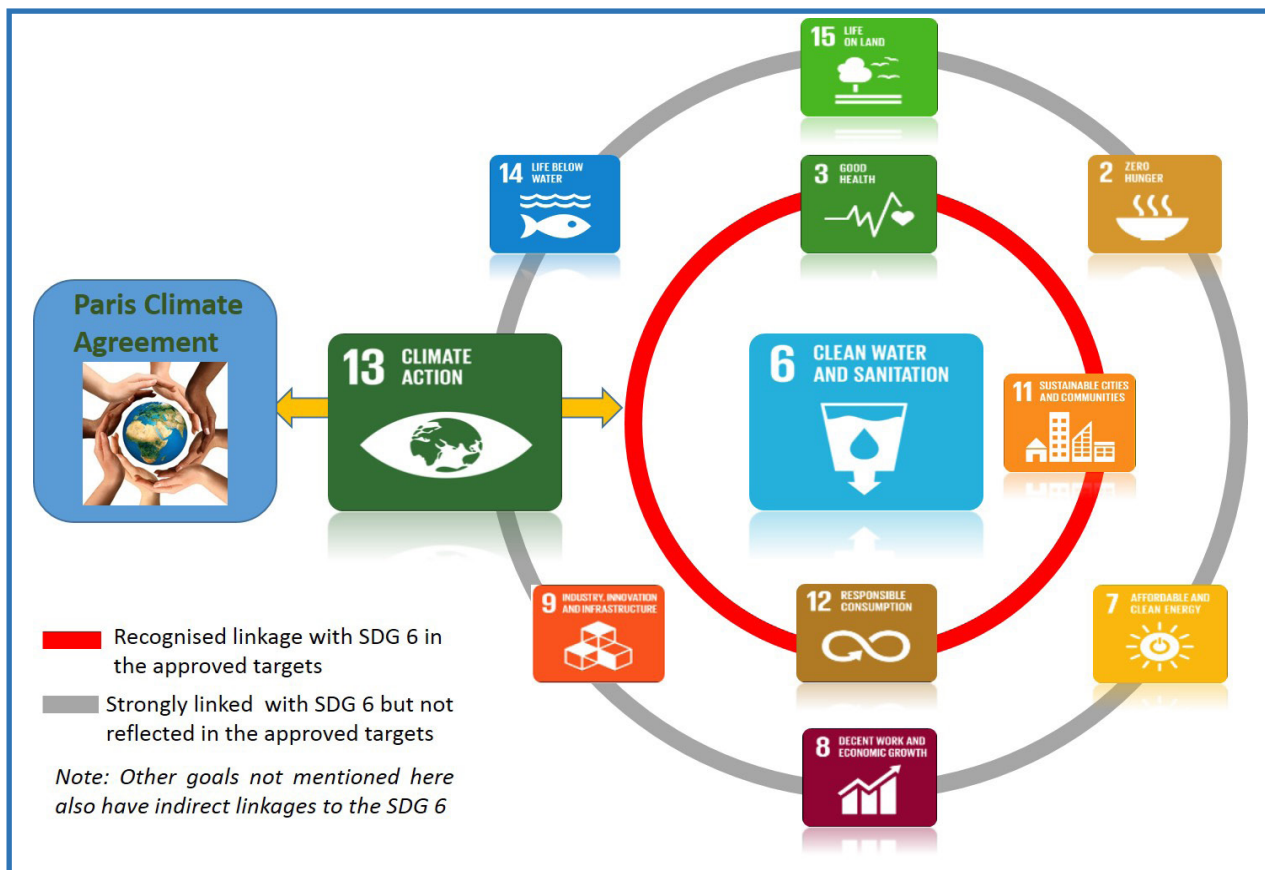 15 LIFE
ON LAND
14 LIFE BELOW
WATER
3 GOOD
HEALTH
2 ZERO
HUNGER
Paris Climate
Agreement
13 CLIMATE
ACTION
6 CLEAN WATER
AND SANITATION
11 SUSTAINABLE CITIES
AND COMMUNITIES
9 INDUSTRY, INNOVATION
AND INFRASTRUCTURE
12 RESPONSIBLE
CONSUMPTION
7 AFFORDABLE AND
CLEAN ENERGY
8 DECENT WORK AND
ECONOMIC GROWTH
Recognised linkage with SDG 6 in
the approved targets
Strongly linked with SDG 6 but not
reflected in the approved targets
Note: Other goals not mentioned here
also have indirect linkages to the SDG 6